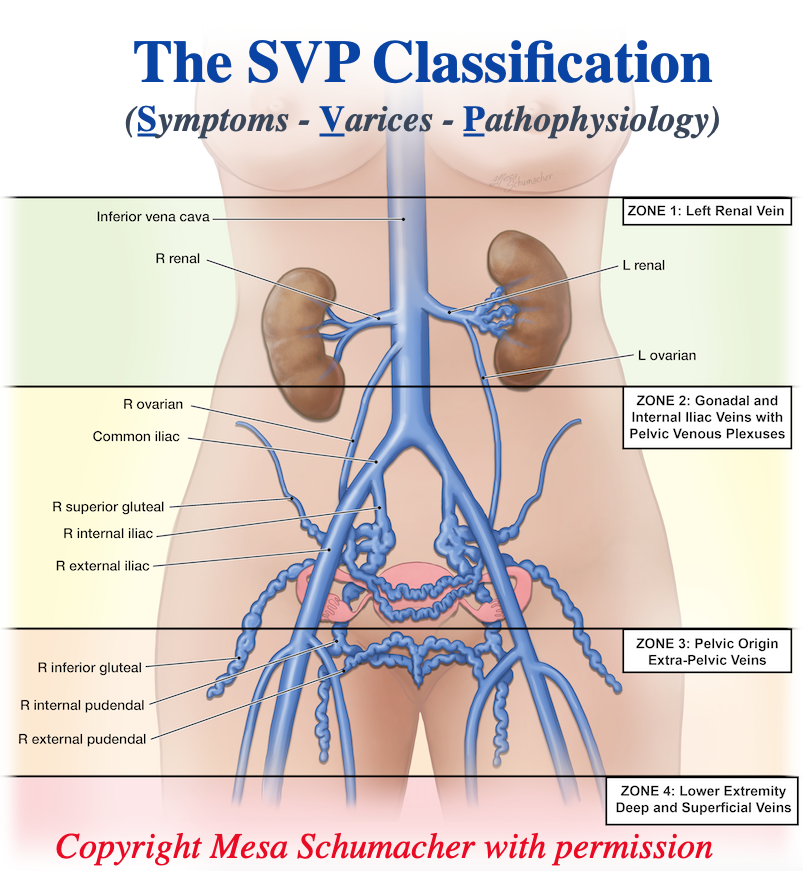 The SVP Classification
(Symptoms - Varices - Pathophysiology)
Mesa
Schumacher
ZONE 1: Left Renal Vein
Inferior vena cava
R renal
L renal
L ovarian
R ovarian
Common iliac
ZONE 2: Gonadal and
Internal Iliac Veins with
Pelvic Venous Plexuses
R superior gluteal
R internal iliac
R external iliac
ZONE 3: Pelvic Origin
Extra-Pelvic Veins
R inferior gluteal
R internal pudendal
R external pudendal
ZONE 4: Lower Extremity
Deep and Superficial Veins
Copyright Mesa Schumacher with permission